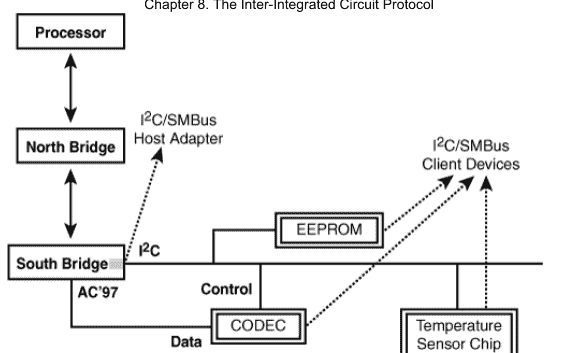 Chapter 8. The Inter-Integrated Circuit Protocol
Processor
I²C/SMBus
Host Adapter
North Bridge
I²C/SMBus
Client Devices
EEPROM
I²C
South Bridge
AC'97
Control
CODEC
Data
Temperature
Sensor Chip